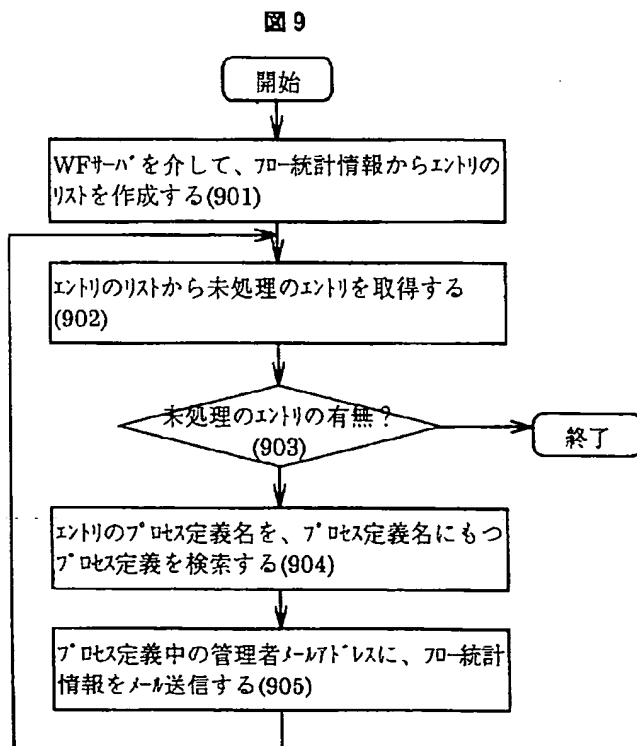 図 9
開始
WFサーバを介して、フロー統計情報からエントリの
リストを作成する(901)
エントリのリストから未処理のエントリを取得する
(902)
未処理のエントリの有無？
(903)
終了
エントリのプロセス定義名を、プロセス定義名にもつ
プロセス定義を検索する(904)
プロセス定義中の管理者メールアドレスに、フロー統計
情報をメール送信する(905)